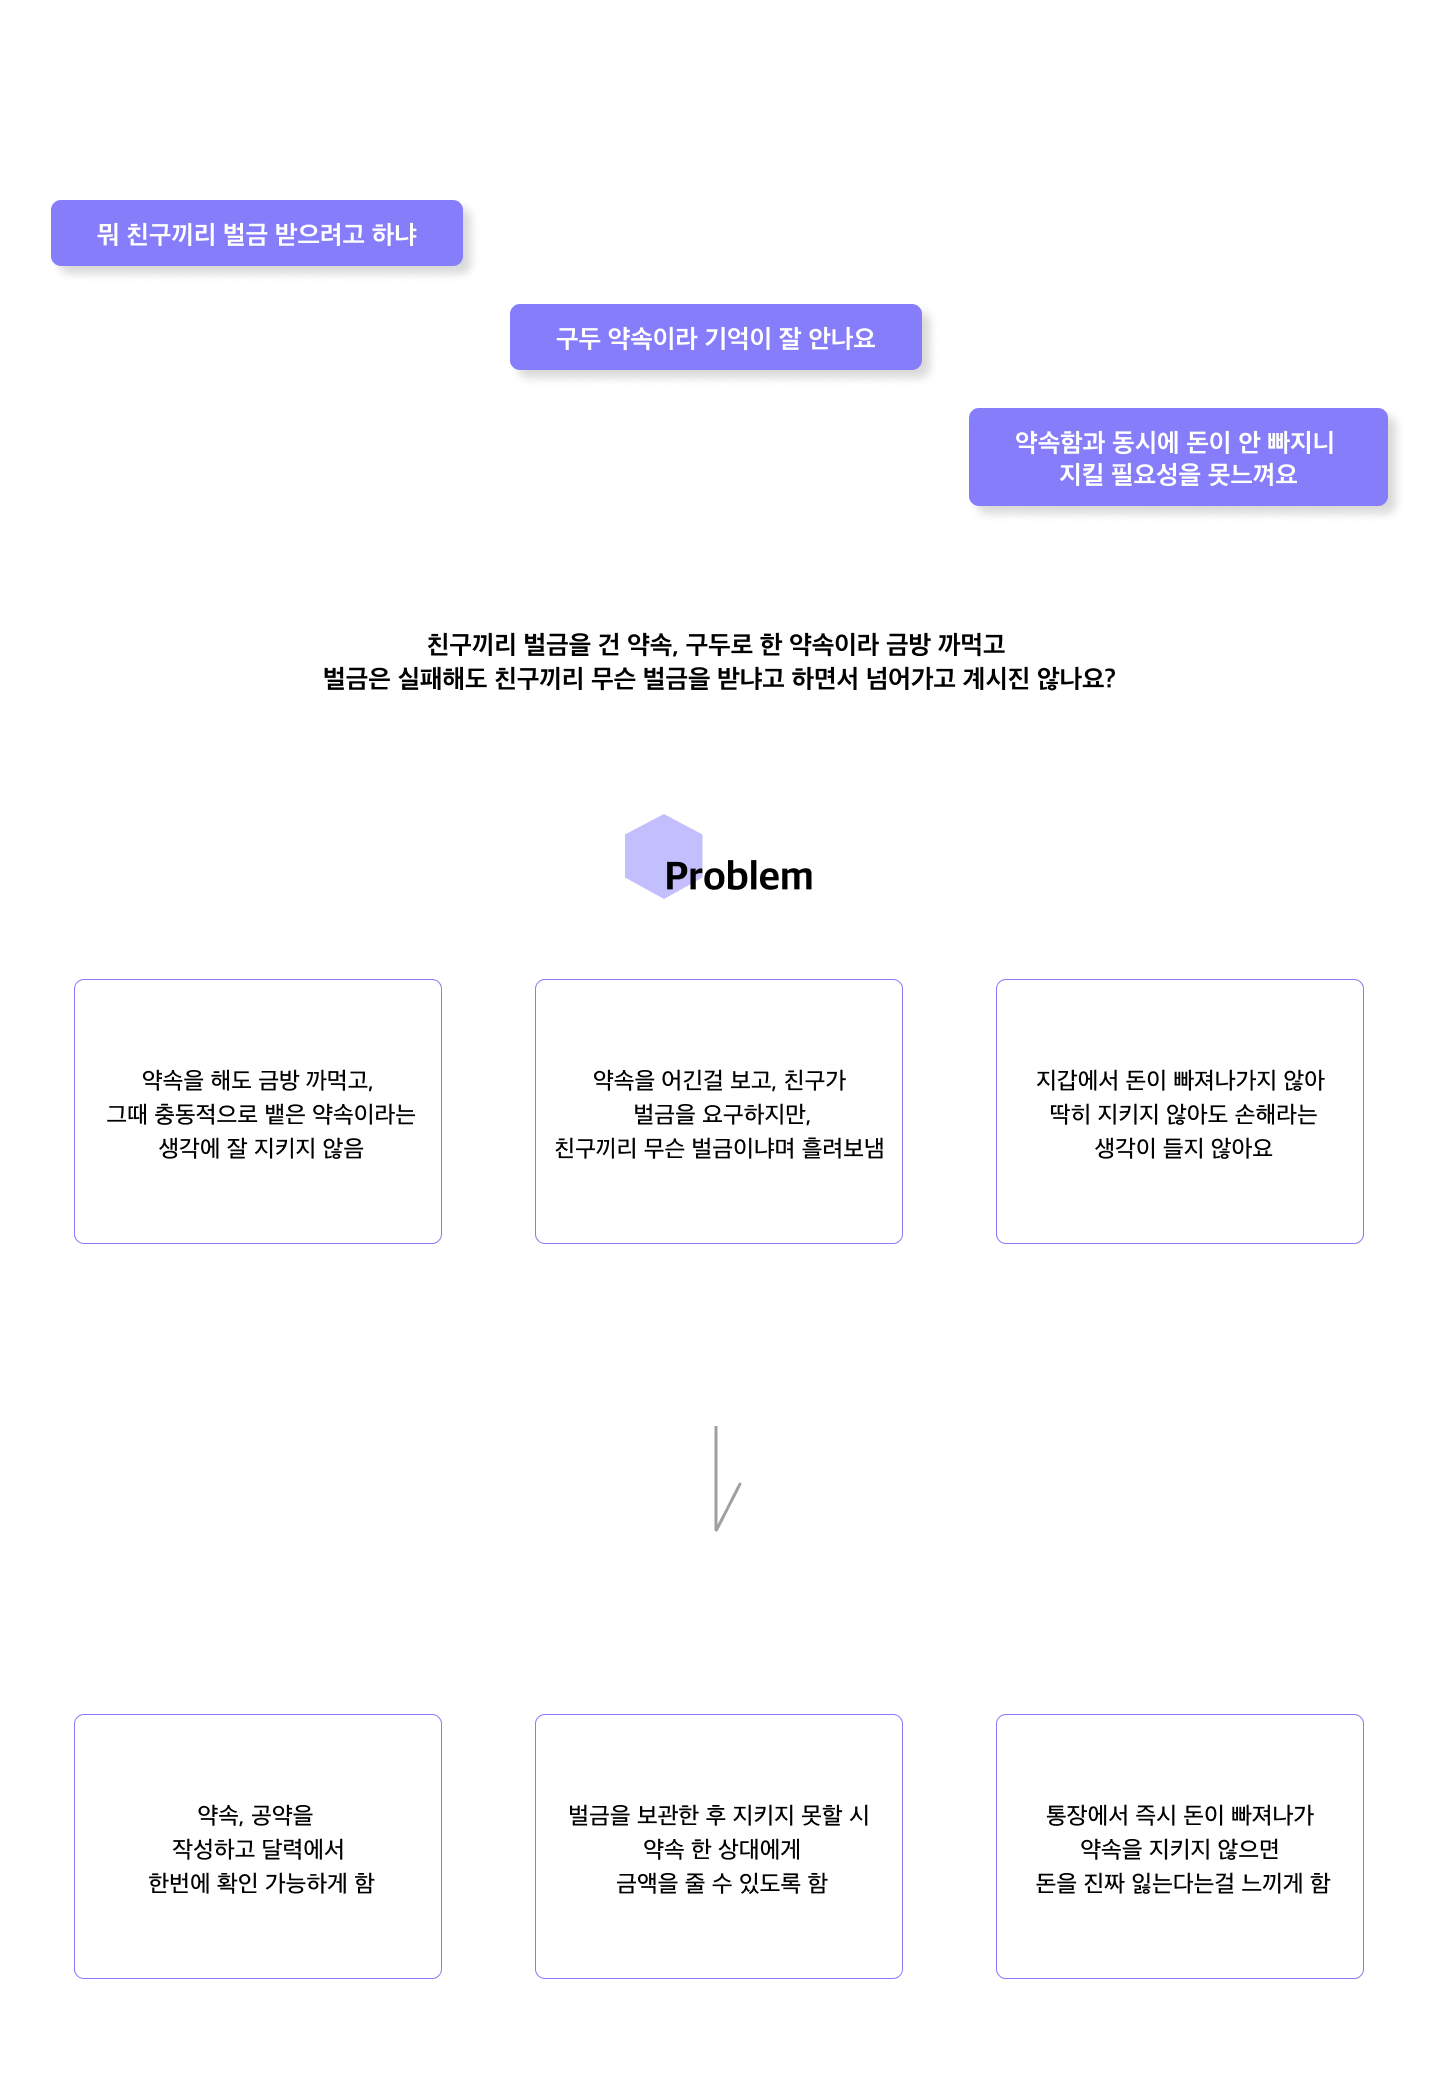 뭐 친구끼리 벌금 받으려고 하냐
구두 약속이라 기억이 잘 안나요
약속함과 동시에 돈이 안 빠지니
지킬 필요성을 못느껴요
친구끼리 벌금을 건 약속, 구두로 한 약속이라 금방 까먹고
벌금은 실패해도 친구끼리 무슨 벌금을 받냐고 하면서 넘어가고 계시진 않나요?
Problem
약속을 해도 금방 까먹고,
그때 충동적으로 뱉은 약속이라는
생각에 잘 지키지 않음
약속을 어긴걸 보고, 친구가
벌금을 요구하지만,
친구끼리 무슨 벌금이냐며 흘려보냄
지갑에서 돈이 빠져나가지 않아
딱히 지키지 않아도 손해라는
생각이 들지 않아요
약속, 공약을
작성하고 달력에서
한번에 확인 가능하게 함
벌금을 보관한 후 지키지 못할 시
약속 한 상대에게
금액을 줄 수 있도록 함
통장에서 즉시 돈이 빠져나가
약속을 지키지 않으면
돈을 진짜 잃는다는걸 느끼게 함